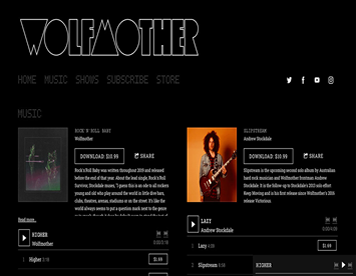 WOLFMOTHER
HOME MUSIC SHOWS SUBSCRIBE STORE
MUSIC
ROCK'N'ROLL BABY
Wolfmother
DOWNLOAD: $10.99
SHARE
Rock'n'Roll Baby was written throughout 2019 and released
before the end of that year. About the lead single, Rock'n'Roll
Survives, Stockdale muses, "I guess this is an ode to all rockers
young and old who play around in little dive bars,
clubs, theatres, arenas, stadiums or on the street. It's like the
world always seems to put a question mark next to the genre
Read more...
HIGHER
Wolfmother
1 Higher
$1.99
SLIPSTREAM
Andrew Stockdale
DOWNLOAD: $10.99
SHARE
Slipstream is the upcoming second solo album by Australian
hard rock musician and Wolfmother frontman Andrew
Stockdale. It is the follow-up to Stockdale's 2013 solo effort
Keep Moving and is his first release since Wolfmother's 2016
release Victorious.
LAZY
Andrew Stockdale
1 Lazy
$1.99
2 Slipstream
HIGHER